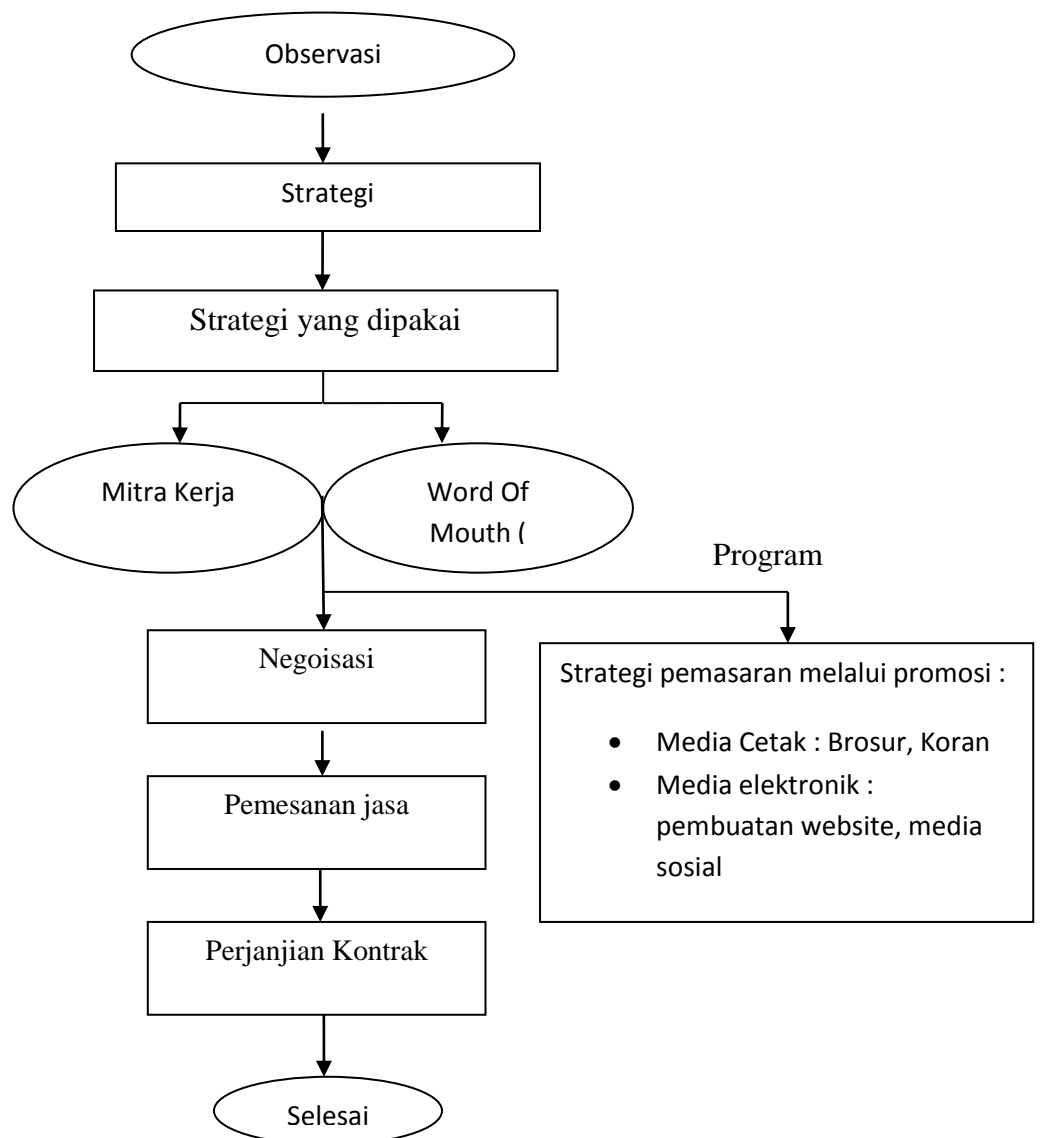 Observasi
Strategi
Strategi yang dipakai
Mitra Kerja
Word Of
Mouth (
Program
Negoisasi
Strategi pemasaran melalui promosi :
• Media Cetak : Brosur, Koran
• Media elektronik :
pembuatan website, media
sosial
Pemesanan jasa
Perjanjian Kontrak
Selesai